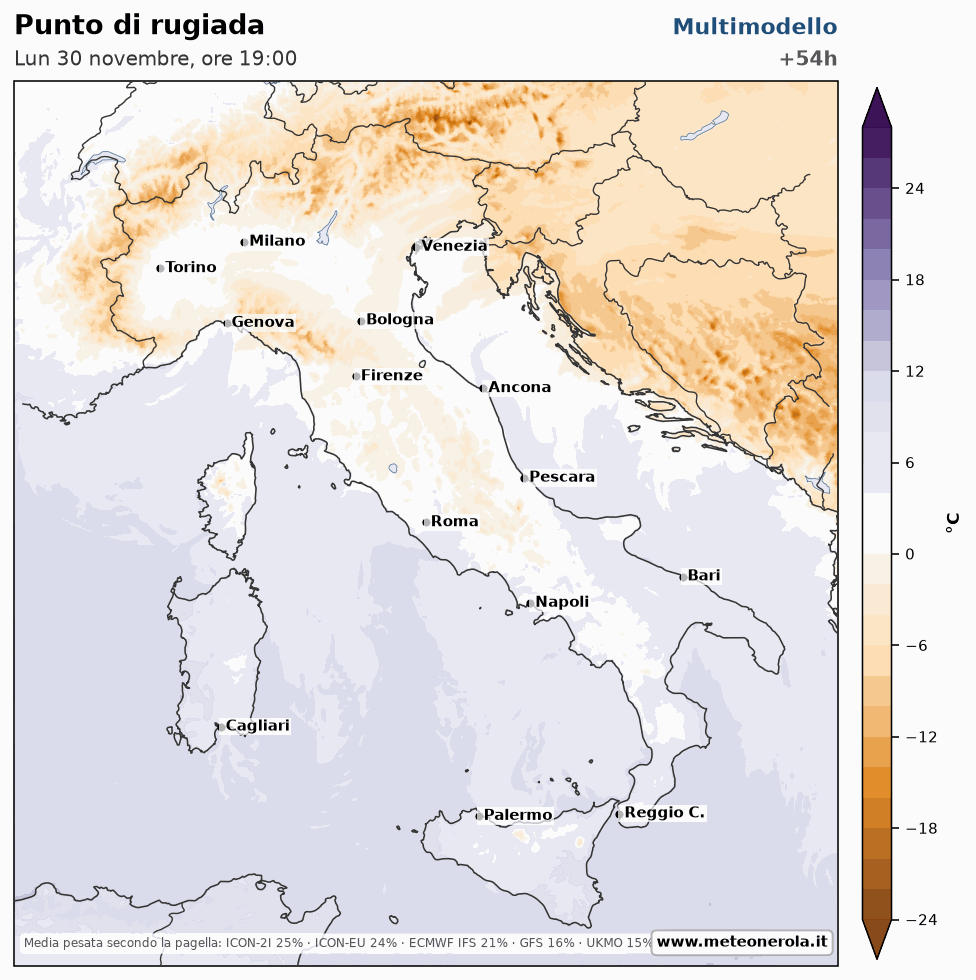 Punto di rugiada
Multimodello
Lun 30 novembre, ore 19:00
+54h
Milano
Venezia
Torino
Genova
Bologna
Firenze
Ancona
Pescara
Roma
Bari
Napoli
Cagliari
Palermo
Reggio C.
24
18
12
6
0
−6
−12
−18
−24
°C
Media pesata secondo la pagella: ICON-2I 25% · ICON-EU 24% · ECMWF IFS 21% · GFS 16% · UKMO 15%
www.meteonerola.it